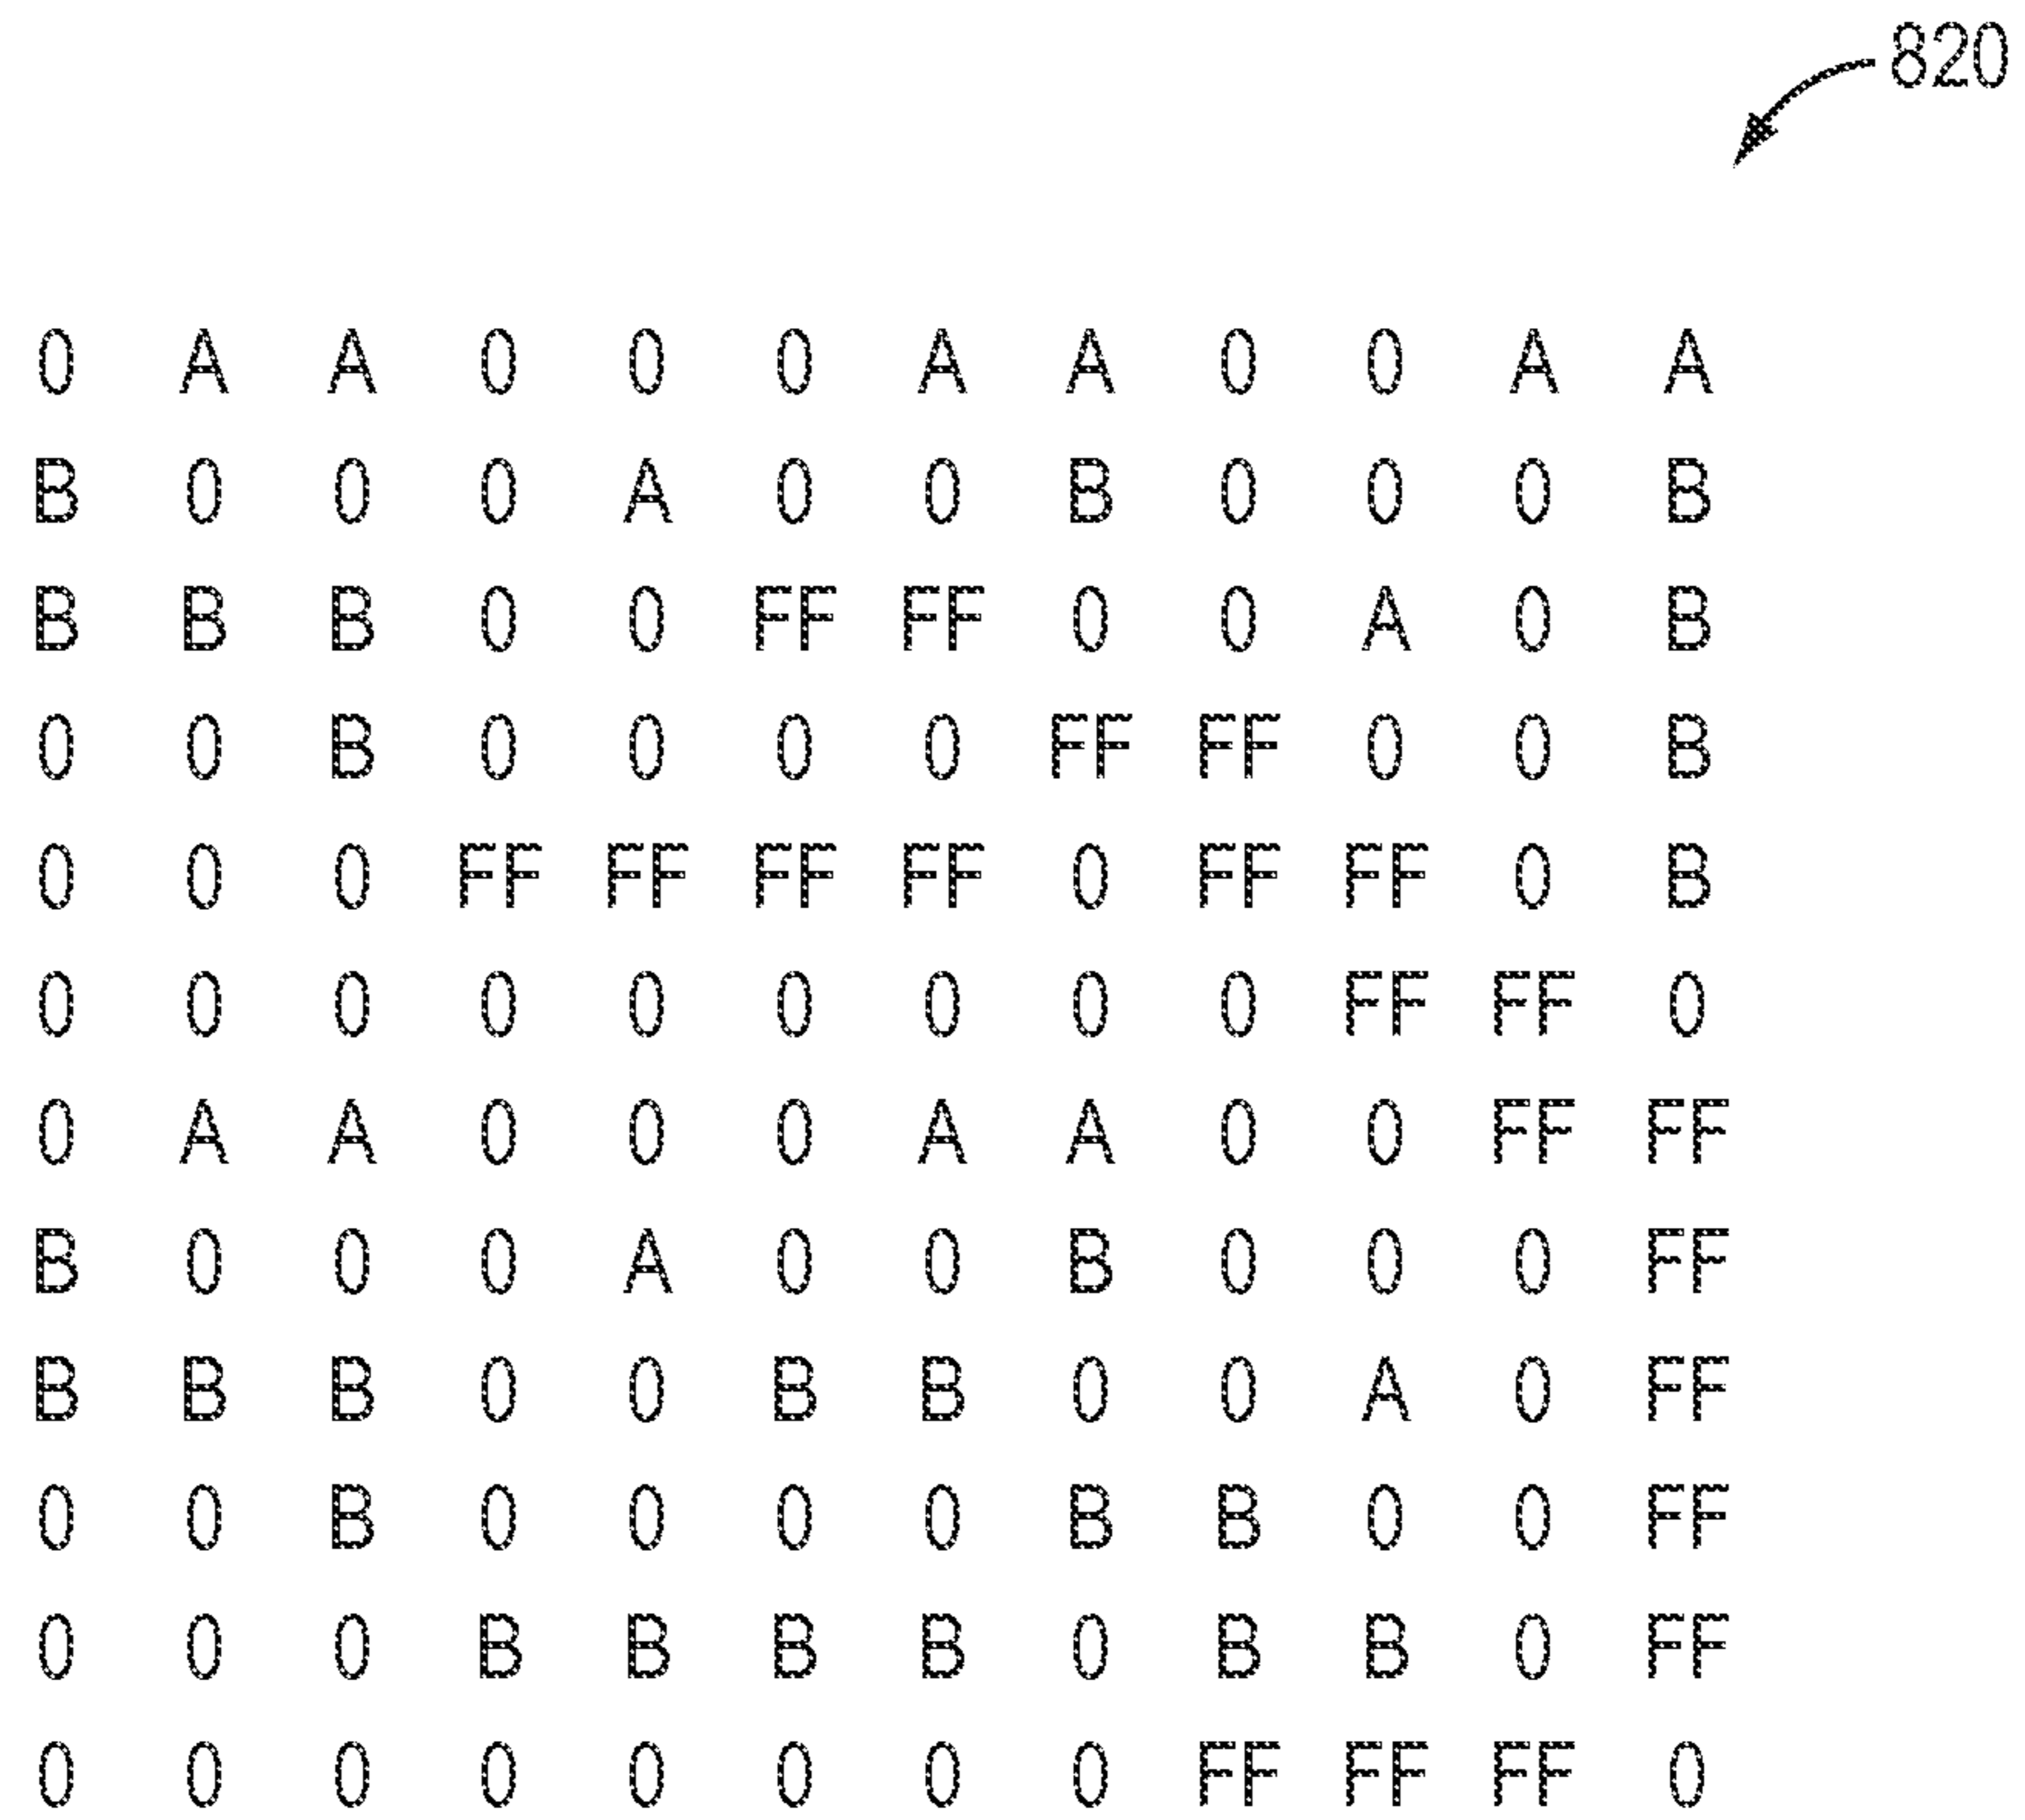 820
0 A A 0 0 0 A A 0 0 A A
B 0 0 0 A 0 0 B 0 0 0 B
B B B 0 0 FF FF 0 0 A 0 B
0 0 B 0 0 0 0 FF FF 0 0 B
0 0 0 FF FF FF FF 0 FF FF 0 B
0 0 0 0 0 0 0 0 0 FF FF 0
0 A A 0 0 0 A A 0 0 FF FF
B 0 0 0 A 0 0 B 0 0 0 FF
B B B 0 0 B B 0 0 A 0 FF
0 0 B 0 0 0 0 B B 0 0 FF
0 0 0 B B B B 0 B B 0 FF
0 0 0 0 0 0 0 0 FF FF FF 0